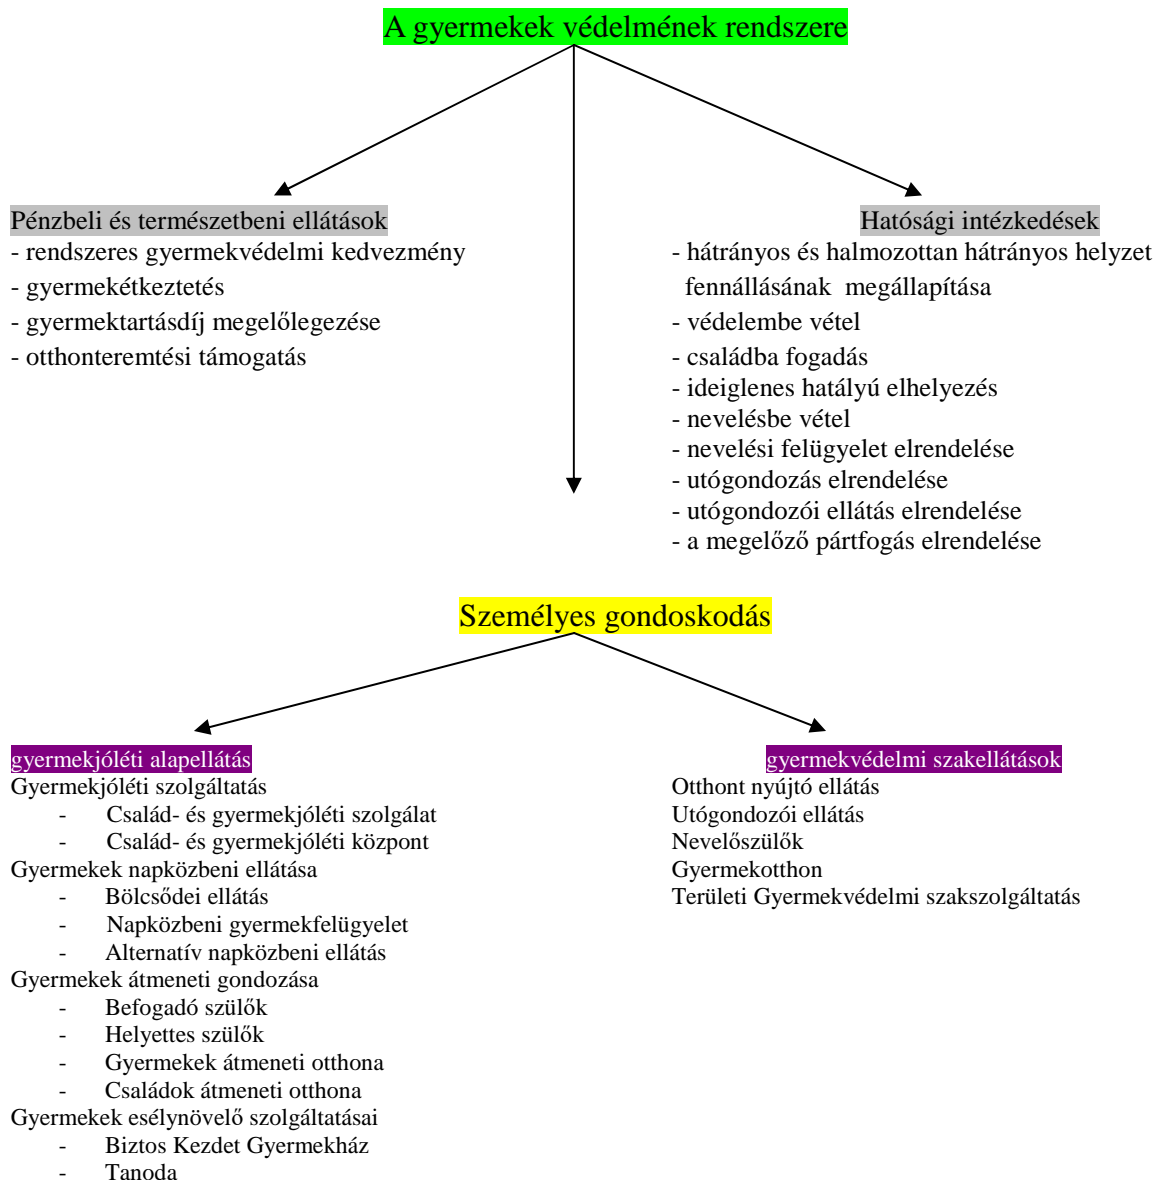 A gyermekek védelmének rendszere
Pénzbeli és természetbeni ellátások
- rendszeres gyermekvédelmi kedvezmény
- gyermekétkeztetés
- gyermektartásdíj megelőlegezése
- otthonteremtési támogatás
Hatósági intézkedések
- hátrányos és halmozottan hátrányos helyzet
fennállásának megállapítása
- védelembe vétel
- családba fogadás
- ideiglenes hatályú elhelyezés
- nevelésbe vétel
- nevelési felügyelet elrendelése
- utógondozás elrendelése
- utógondozói ellátás elrendelése
- a megelőző pártfogás elrendelése
Személyes gondoskodás
gyermekjóléti alapellátás
Gyermekjóléti szolgáltatás
- Család- és gyermekjóléti szolgálat
- Család- és gyermekjóléti központ
Gyermekek napközbeni ellátása
- Bölcsődei ellátás
- Napközbeni gyermekfelügyelet
- Alternatív napközbeni ellátás
Gyermekek átmeneti gondozása
- Befogadó szülők
- Helyettes szülők
- Gyermekek átmeneti otthona
- Családok átmeneti otthona
Gyermekek esélynövelő szolgáltatásai
- Biztos Kezdet Gyermekház
- Tanoda
gyermekvédelmi szakellátások
Otthont nyújtó ellátás
Utógondozói ellátás
Nevelőszülők
Gyermekotthon
Területi Gyermekvédelmi szakszolgáltatás